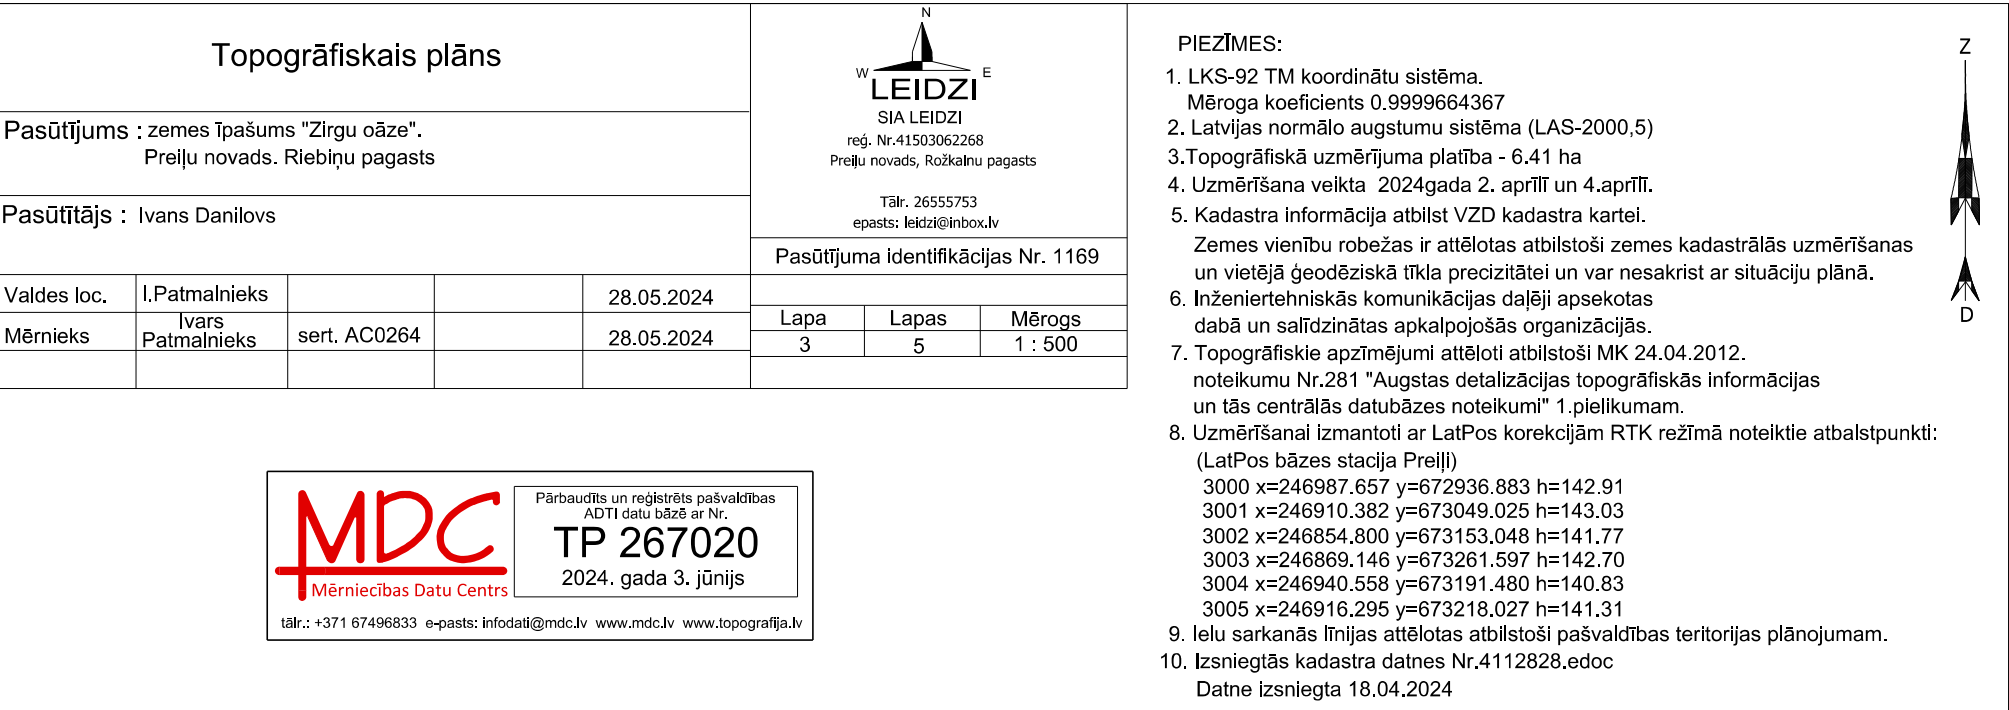 Topogrāfiskais plāns
Pasūtījums : zemes īpašums "Zirgu oāze".
Preiļu novads. Riebiņu pagasts
Pasūtītājs : Ivans Danilovs
Valdes loc. I.Patmalnieks 28.05.2024
Mērnieks Ivars Patmalnieks sert. AC0264 28.05.2024
N
W E
LEIDZI
SIA LEIDZI
reģ. Nr.41503062268
Preiļu novads, Rožkalnu pagasts
Tālr. 26555753
epasts: leidzi@inbox.lv
Pasūtījuma identifikācijas Nr. 1169
Lapa Lapas Mērogs
3 5 1 : 500
MDC
Mērniecības Datu Centrs
Pārbaudīts un reģistrēts pašvaldības
ADTI datu bāzē ar Nr.
TP 267020
2024. gada 3. jūnijs
tālr.: +371 67496833 e-pasts: infodati@mdc.lv www.mdc.lv www.topografija.lv
PIEZĪMES:
1. LKS-92 TM koordinātu sistēma.
Mēroga koeficients 0.9999664367
2. Latvijas normālo augstumu sistēma (LAS-2000,5)
3.Topogrāfiskā uzmērījuma platība - 6.41 ha
4. Uzmērīšana veikta 2024gada 2. aprīlī un 4.aprīlī.
5. Kadastra informācija atbilst VZD kadastra kartei.
Zemes vienību robežas ir attēlotas atbilstoši zemes kadastrālās uzmērīšanas
un vietējā ģeodēziskā tīkla precizitātei un var nesakrist ar situāciju plānā.
6. Inženiertehniskās komunikācijas daļēji apsekotas
dabā un salīdzinātas apkalpojošās organizācijās.
7. Topogrāfiskie apzīmējumi attēloti atbilstoši MK 24.04.2012.
noteikumu Nr.281 "Augstas detalizācijas topogrāfiskās informācijas
un tās centrālās datubāzes noteikumi" 1.pielikumam.
8. Uzmērīšanai izmantoti ar LatPos korekcijām RTK režīmā noteiktie atbalstpunkti:
(LatPos bāzes stacija Preiļi)
3000 x=246987.657 y=672936.883 h=142.91
3001 x=246910.382 y=673049.025 h=143.03
3002 x=246854.800 y=673153.048 h=141.77
3003 x=246869.146 y=673261.597 h=142.70
3004 x=246940.558 y=673191.480 h=140.83
3005 x=246916.295 y=673218.027 h=141.31
9. Ielu sarkanās līnijas attēlotas atbilstoši pašvaldības teritorijas plānojumam.
10. Izsniegtās kadastra datnes Nr.4112828.edoc
Datne izsniegta 18.04.2024
Z
D